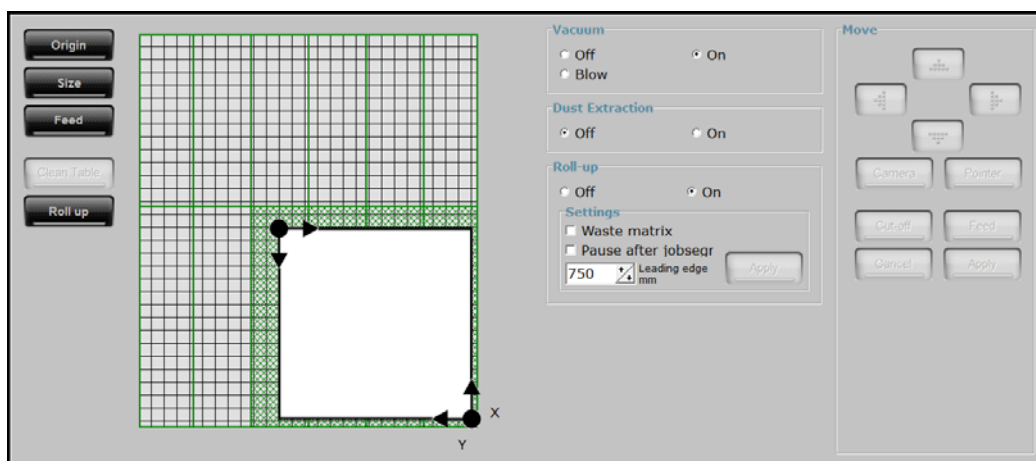 Origin
Size
Feed
Clean Table
Roll up
X
Y
Vacuum
Off
On
Blow
Dust Extraction
Off
On
Roll-up
Off
On
Settings
Waste matrix
Pause after jobsegr
750
Leading edge
mm
Apply
Move
Camera
Pointer
Cut-off
Feed
Cancel
Apply